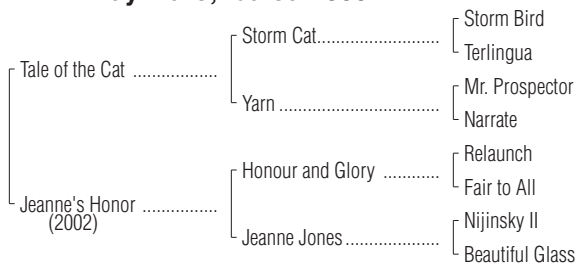 Storm Bird
Storm Cat........................
Terlingua
Tale of the Cat .................
Mr. Prospector
Yarn ................................
Narrate
Relaunch
Honour and Glory ...........
Fair to All
Jeanne's Honor ...............
(2002)
Nijinsky II
Jeanne Jones...................
Beautiful Glass